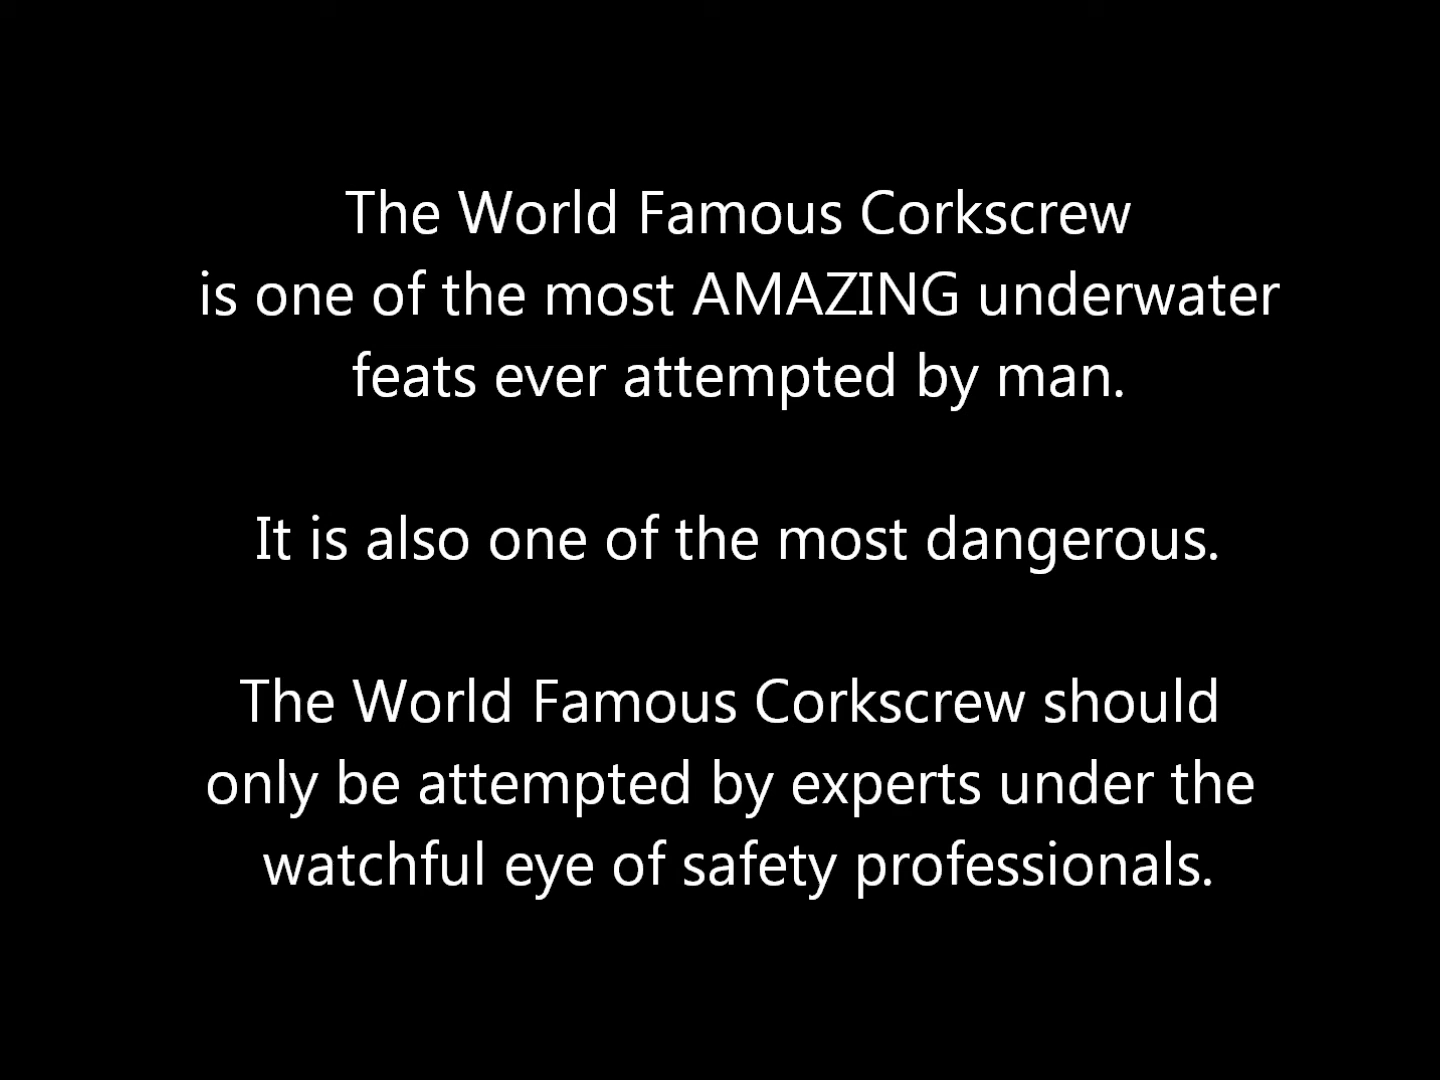 The World Famous Corkscrew
is one of the most AMAZING underwater
feats ever attempted by man.
It is also one of the most dangerous.
The World Famous Corkscrew should
only be attempted by experts under the
watchful eye of safety professionals.